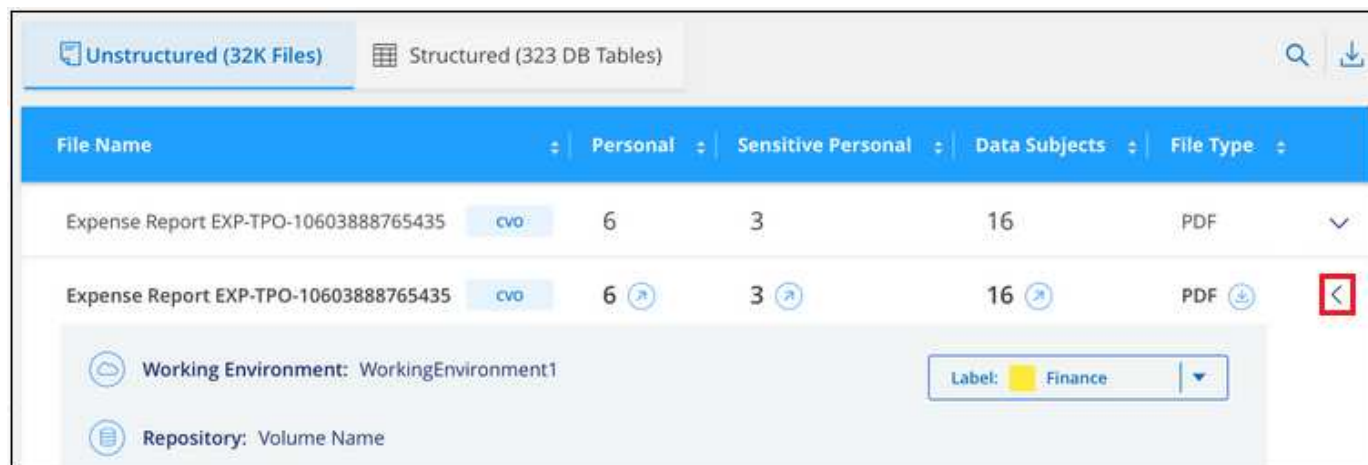 Unstructured (32K Files) Structured (323 DB Tables)
File Name Personal Sensitive Personal Data Subjects File Type
Expense Report EXP-TPO-10603888765435 CVO 6 3 16 PDF
Expense Report EXP-TPO-10603888765435 CVO 6 3 16 PDF
Working Environment: WorkingEnvironment1 Label: Finance
Repository: Volume Name